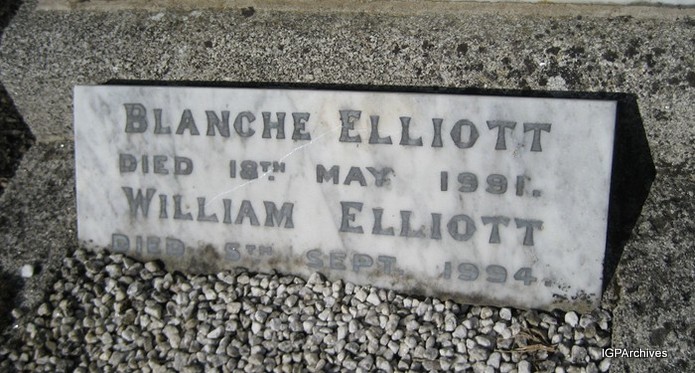 BLANCHE ELLIOTT
DIED 18TH MAY 1991.
WILLIAM ELLIOTT
DIED 5TH SEPT. 1994.
IGPArchives